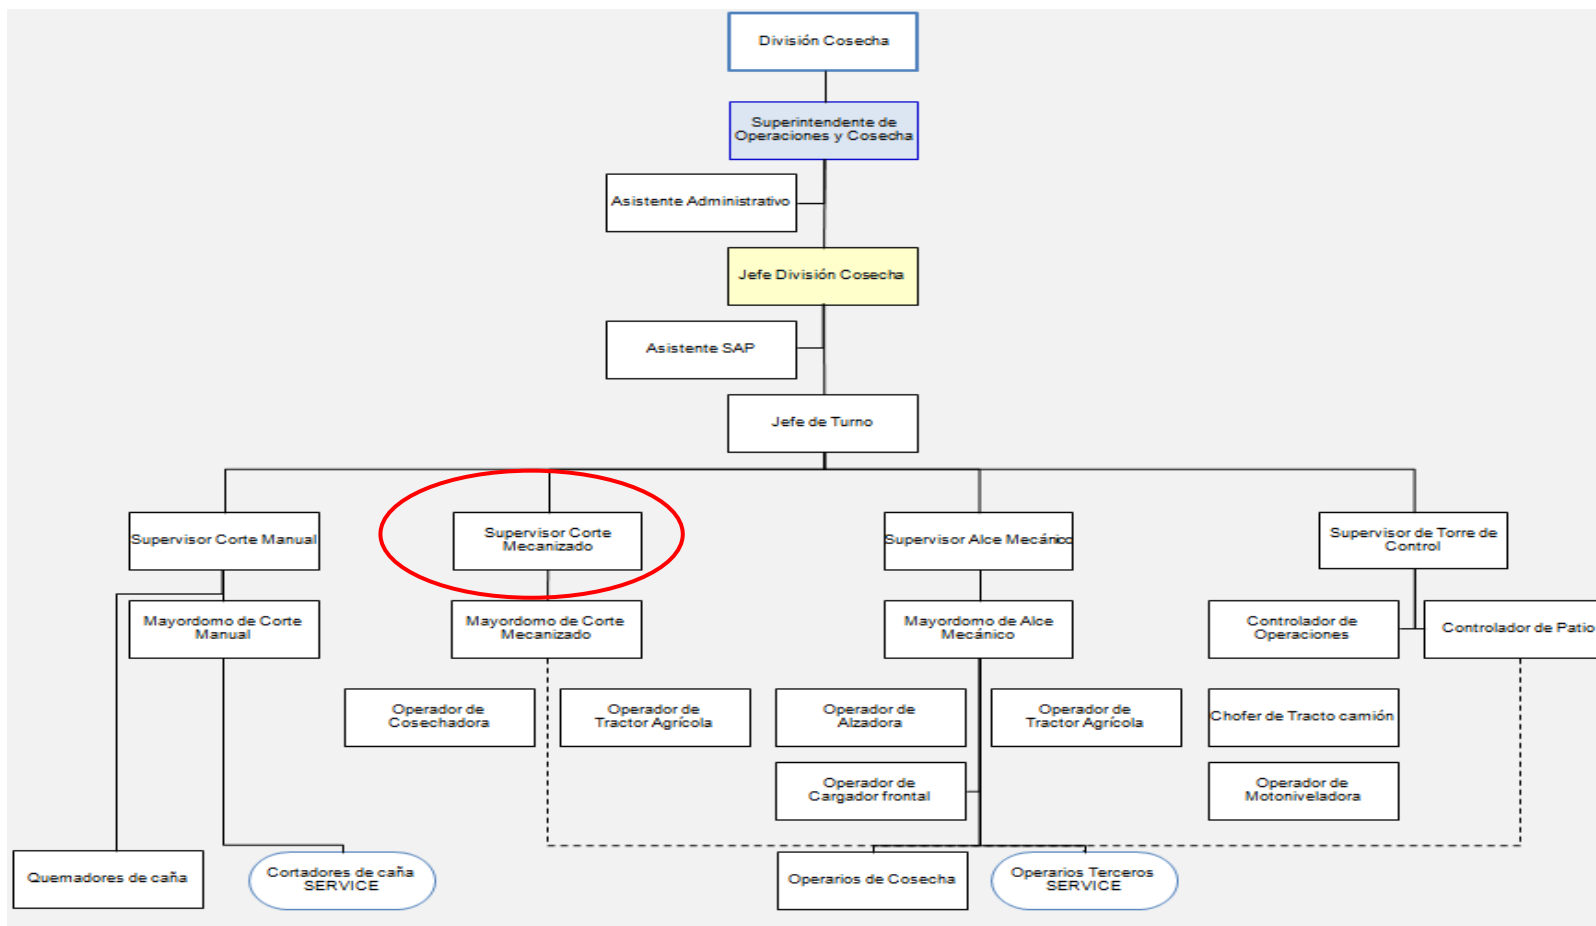 División Cosecha
Superintendente de
Operaciones y Cosecha
Asistente Administrativo
Jefe División Cosecha
Asistente SAP
Jefe de Turno
Supervisor Corte Manual
Supervisor Corte
Mecanizado
Supervisor Alce Mecánico
Supervisor de Torre de
Control
Mayordomo de Corte
Manual
Mayordomo de Corte
Mecanizado
Mayordomo de Alce
Mecánico
Controlador de
Operaciones
Controlador de Patio
Operador de
Cosechadora
Operador de
Tractor Agrícola
Operador de
Alzadora
Operador de
Tractor Agrícola
Chofer de Tracto camión
Operador de
Cargador frontal
Operador de
Motoniveladora
Quemadores de caña
Cortadores de caña
SERVICE
Operarios de Cosecha
Operarios Terceros
SERVICE